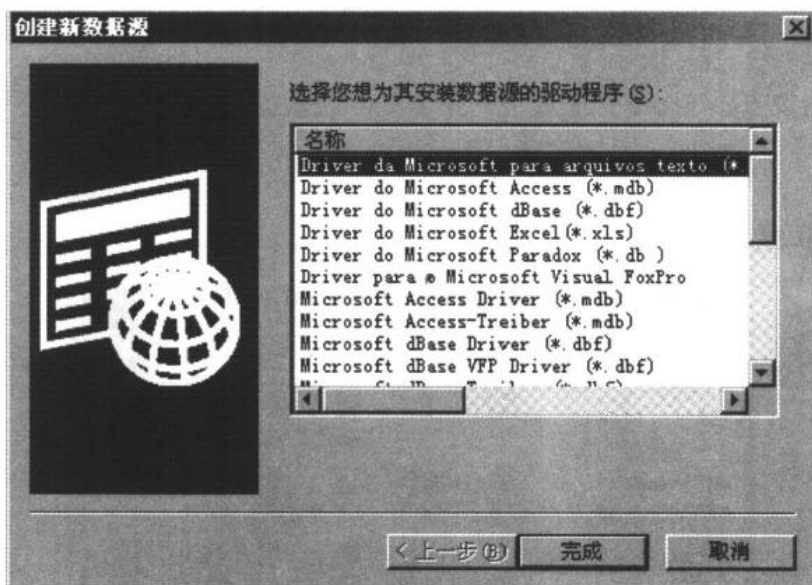 创建新数据源
选择您想为其安装数据源的驱动程序(S):
名称
Driver da Microsoft para arquivos texto (*.
Driver do Microsoft Access (*.mdb)
Driver do Microsoft dBase (*.dbf)
Driver do Microsoft Excel(*.xls)
Driver do Microsoft Paradox (*.db )
Driver para o Microsoft Visual FoxPro
Microsoft Access Driver (*.mdb)
Microsoft Access-Treiber (*.mdb)
Microsoft dBase Driver (*.dbf)
Microsoft dBase VFP Driver (*.dbf)
<上一步(B)
完成
取消